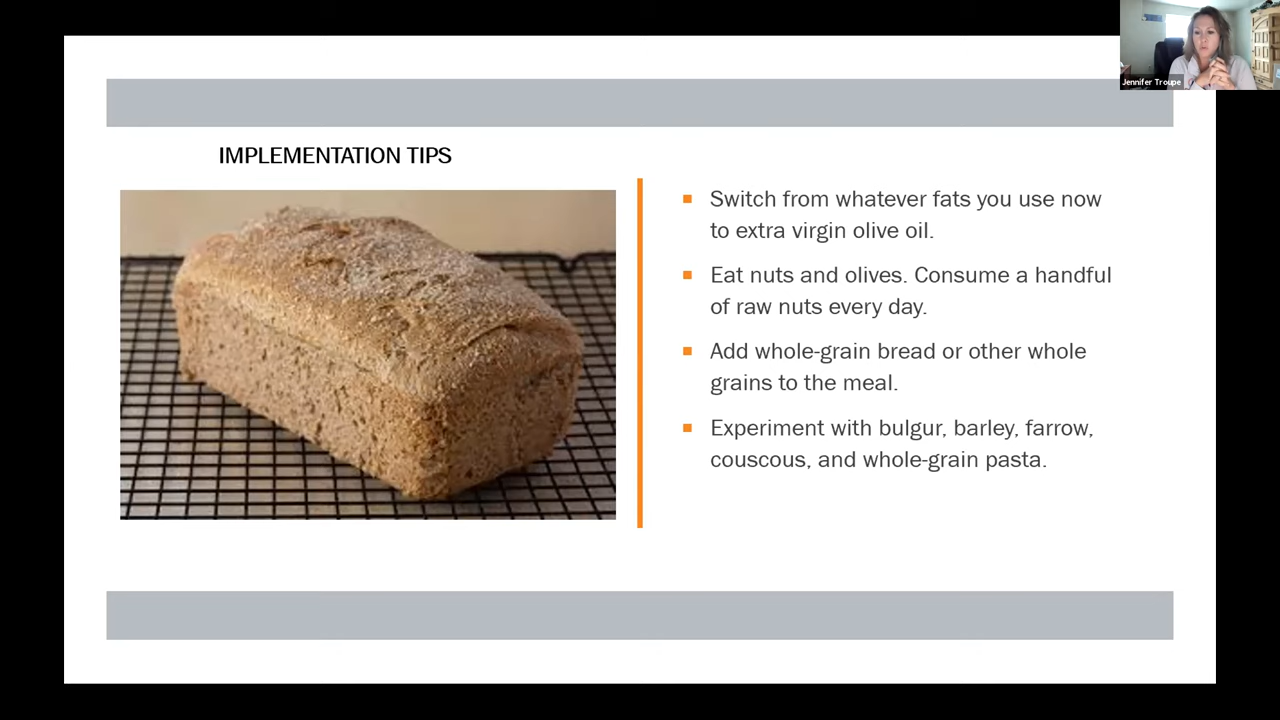 Jennifer Troupe
IMPLEMENTATION TIPS
Switch from whatever fats you use now
to extra virgin olive oil.
Eat nuts and olives. Consume a handful
of raw nuts every day.
Add whole-grain bread or other whole
grains to the meal.
Experiment with bulgur, barley, farrow,
couscous, and whole-grain pasta.